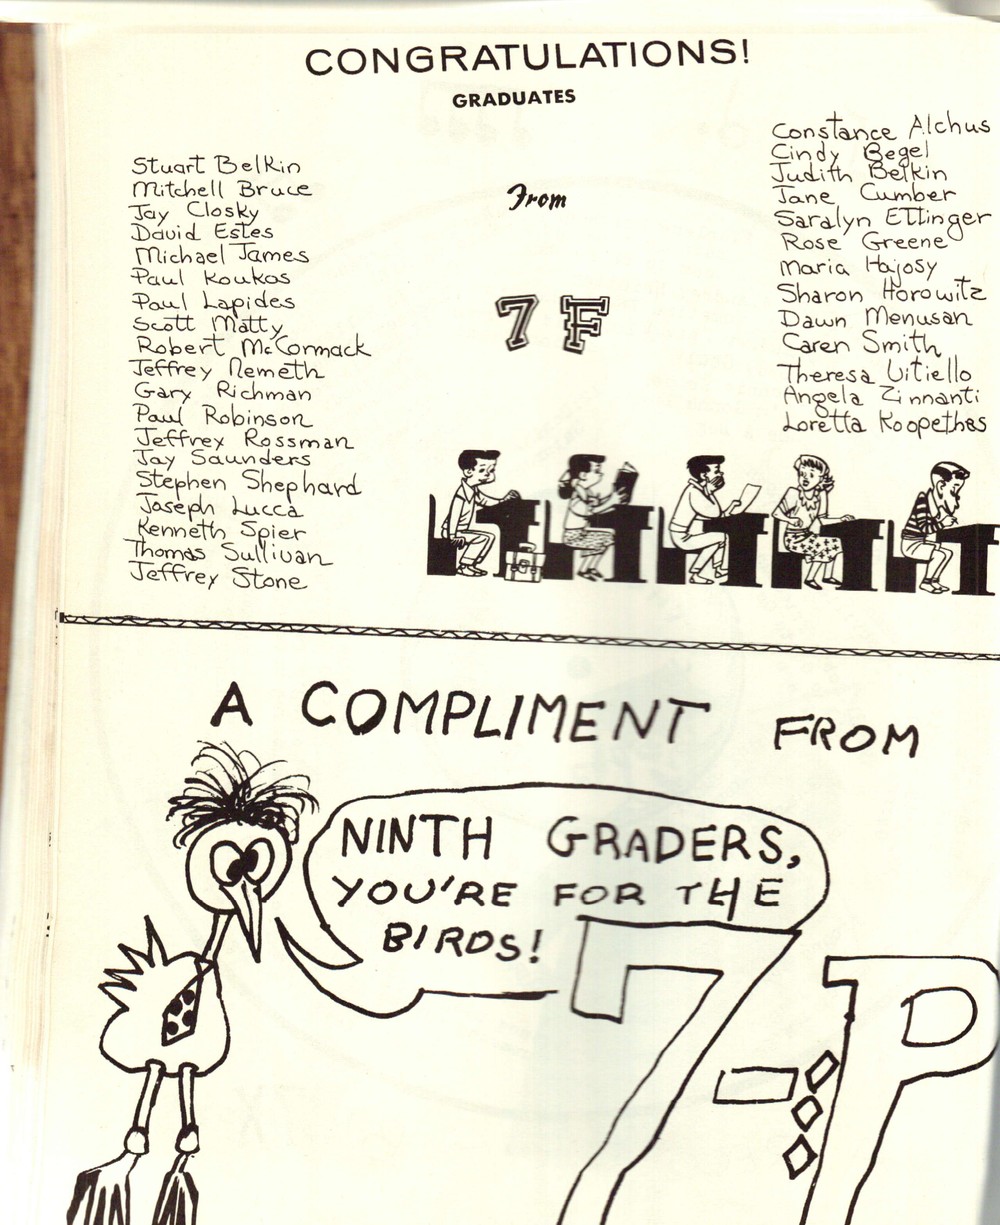 CONGRATULATIONS!
GRADUATES
Stuart Belkin
Mitchell Bruce
Jay Closky
David Estes
Michael James
Paul Koukos
Paul Lapides
Scott Matty
Robert McCormack
Jeffrey Nemeth
Gary Richman
Paul Robinson
Jeffrey Rossman
Jay Saunders
Stephen Shephard
Joseph Lucca
Kenneth Spier
Thomas Sullivan
Jeffrey Stone
From
7 F
Constance Alchus
Cindy Begel
Judith Belkin
Jane Cumber
Saralyn Ettinger
Rose Greene
Maria Hajosy
Sharon Horowitz
Dawn Menusan
Caren Smith
Theresa Vitiello
Angela Zinnanti
Loretta Koopethes
A COMPLIMENT FROM
NINTH GRADERS,
YOU'RE FOR THE
BIRDS!
7-P